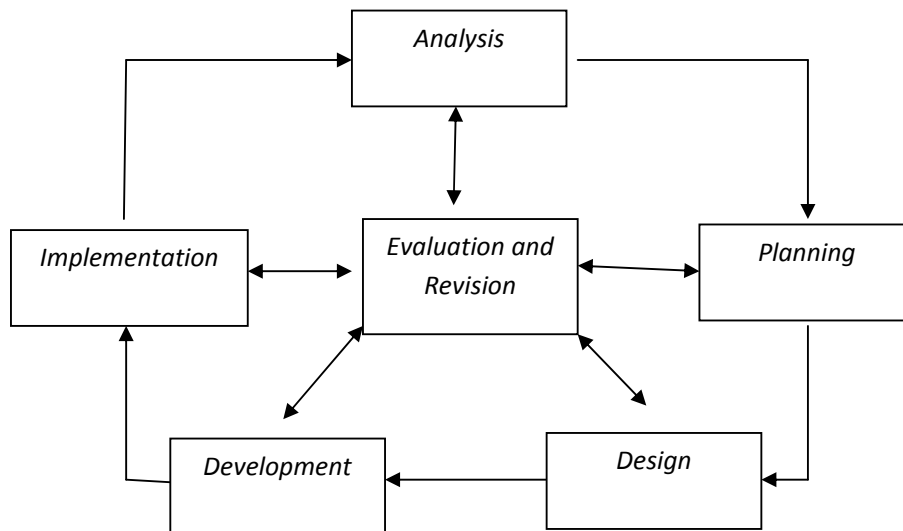 Analysis
Implementation
Evaluation and
Revision
Planning
Development
Design